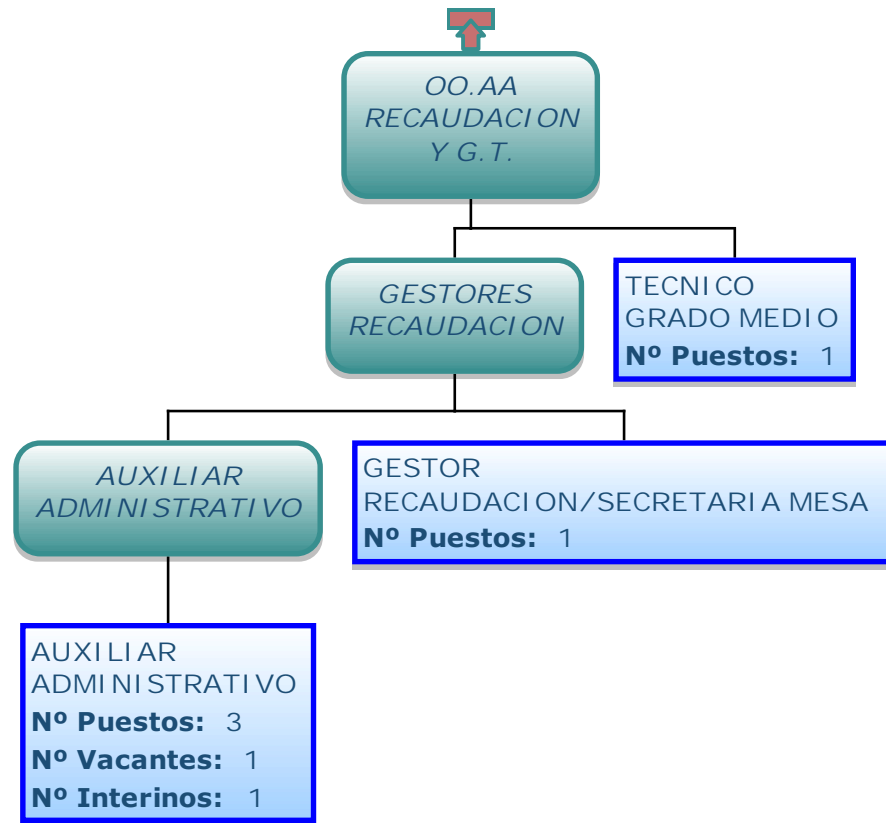 OO.AA
RECAUDACION
Y G.T.
GESTORES
RECAUDACION
TECNICO
GRADO MEDIO
Nº Puestos: 1
AUXILIAR
ADMINISTRATIVO
GESTOR
RECAUDACION/SECRETARIA MESA
Nº Puestos: 1
AUXILIAR
ADMINISTRATIVO
Nº Puestos: 3
Nº Vacantes: 1
Nº Interinos: 1